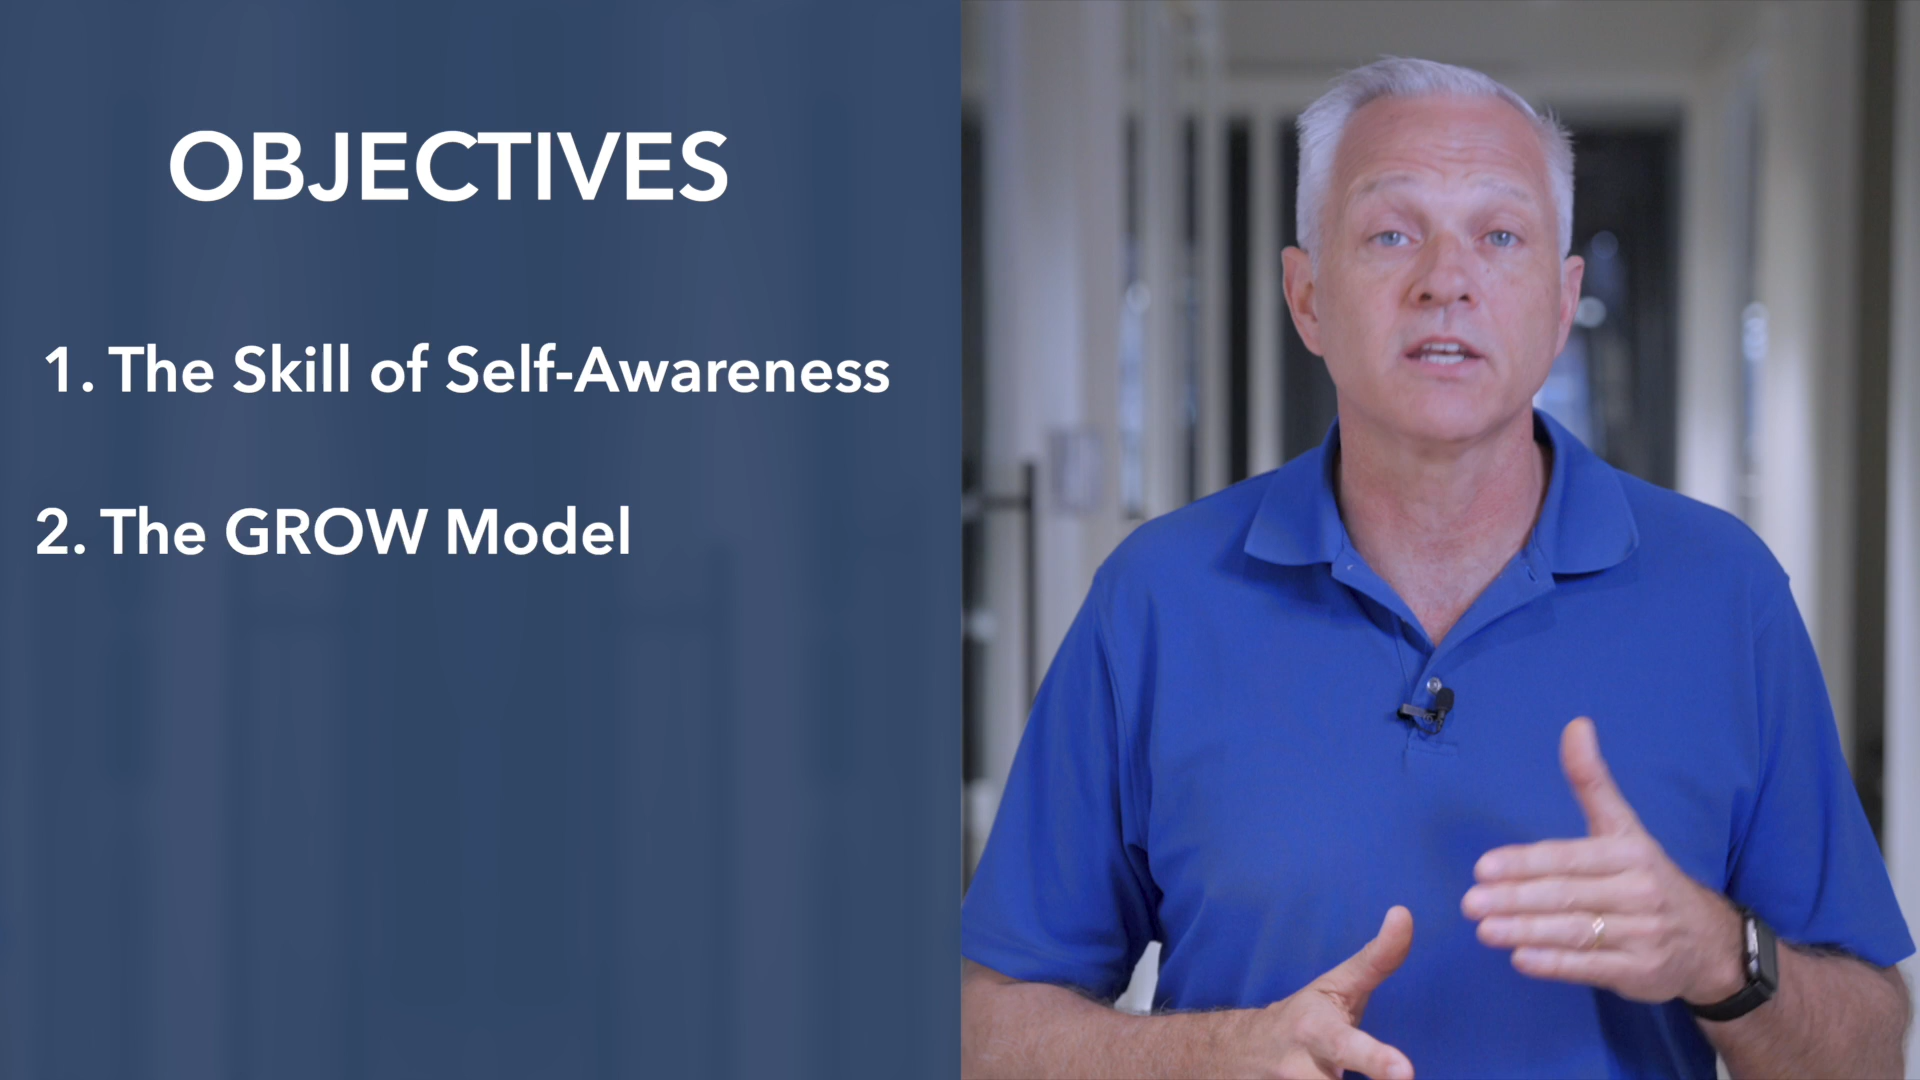 OBJECTIVES
1. The Skill of Self-Awareness
2. The GROW Model